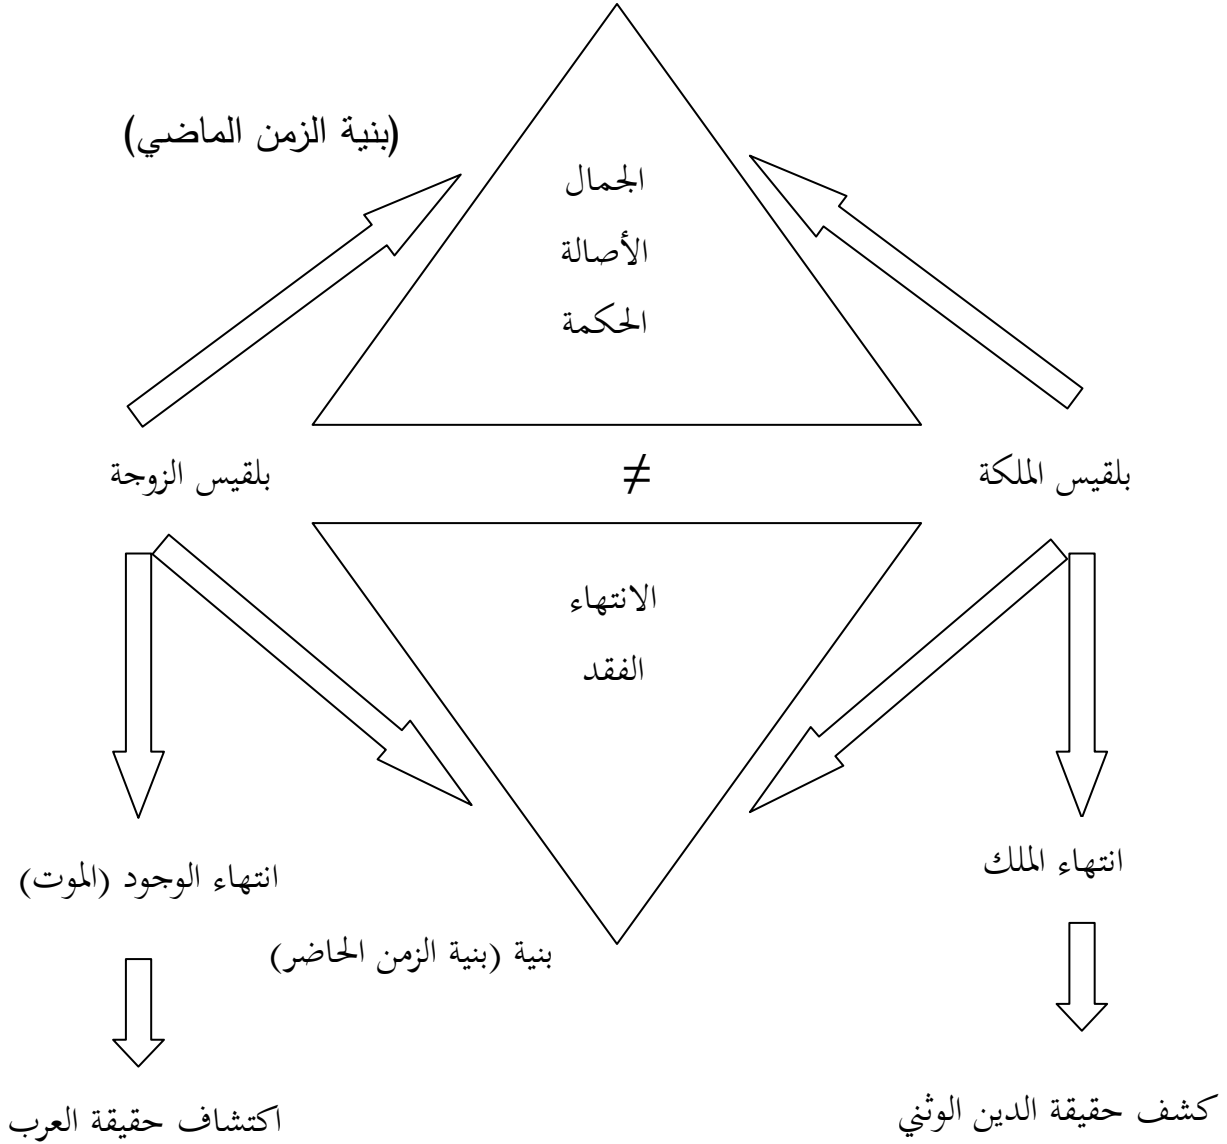 (بنية الزمن الماضي)
الجمال
الأصالة
الحكمة
بلقيس الملكة
≠
بلقيس الزوجة
الانتهاء
الفقد
انتهاء الملك
انتهاء الوجود (الموت)
بنية (بنية الزمن الحاضر)
كشف حقيقة الدين الوثني
اكتشاف حقيقة العرب